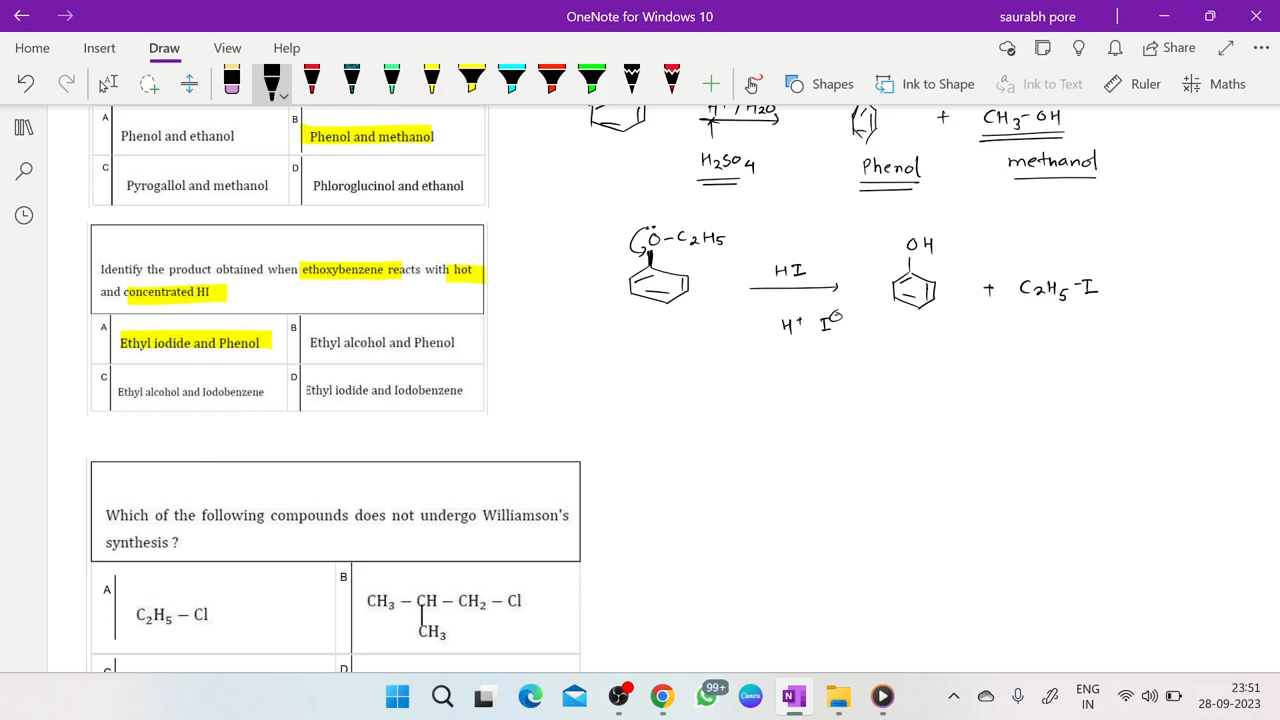 OneNote for Windows 10
saurabh pore
Home
Insert
Draw
View
Help
Share
Shapes
Ink to Shape
Ink to Text
Ruler
Maths
A
Phenol and ethanol
B
Phenol and methanol
C
Pyrogallol and methanol
D
Phloroglucinol and ethanol
H+ / H2O
H2SO4
Phenol
+
CH3-OH
methanol
Identify the product obtained when ethoxybenzene reacts with hot
and concentrated HI
A
Ethyl iodide and Phenol
B
Ethyl alcohol and Phenol
C
Ethyl alcohol and Iodobenzene
D
Ethyl iodide and Iodobenzene
O-C2H5
HI
H+ I⊖
OH
+ C2H5-I
Which of the following compounds does not undergo Williamson's
synthesis ?
A
C₂H₅ − Cl
B
CH₃ − CH − CH₂ − Cl
CH₃
C
D
99+
ENG
IN
23:51
28-09-2023